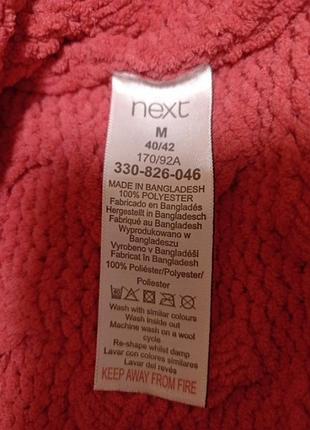 next
M
40/42
170/92A
330-826-046
MADE IN BANGLADESH
100% POLYESTER
Fabricado en Bangladés
Hergestellt in Bangladesch
Fabriqué au Bangladesh
Wyprodukowano w
Bangladeszu
Vyrobeno v Bangladéši
Fabricat în Bangladesh
100% Poliéster/Polyester/
Poliester
Wash with similar colours
Wash inside out
Machine wash on a wool
cycle
Re-shape whilst damp
Lavar con colores similares
Lavar del revés
KEEP AWAY FROM FIRE